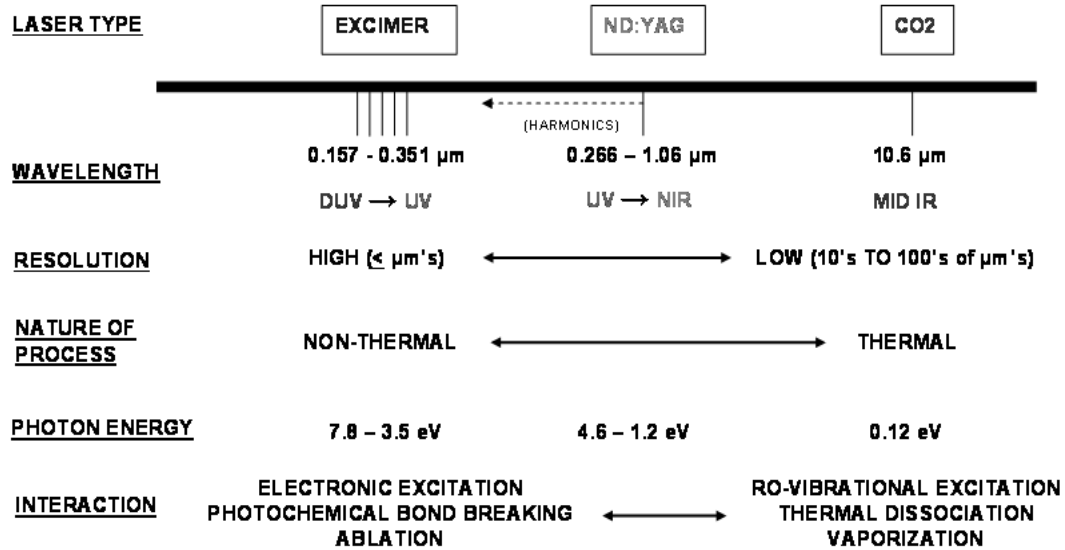 LASER TYPE EXCIMER ND:YAG CO2
(HARMONICS)
WAVELENGTH 0.157 - 0.351 µm 0.266 – 1.06 µm 10.6 µm
DUV → UV UV → NIR MID IR
RESOLUTION HIGH (≤ µm's) LOW (10's TO 100's of µm's)
NATURE OF
PROCESS NON-THERMAL THERMAL
PHOTON ENERGY 7.8 – 3.5 eV 4.6 – 1.2 eV 0.12 eV
INTERACTION
ELECTRONIC EXCITATION
PHOTOCHEMICAL BOND BREAKING
ABLATION
RO-VIBRATIONAL EXCITATION
THERMAL DISSOCIATION
VAPORIZATION